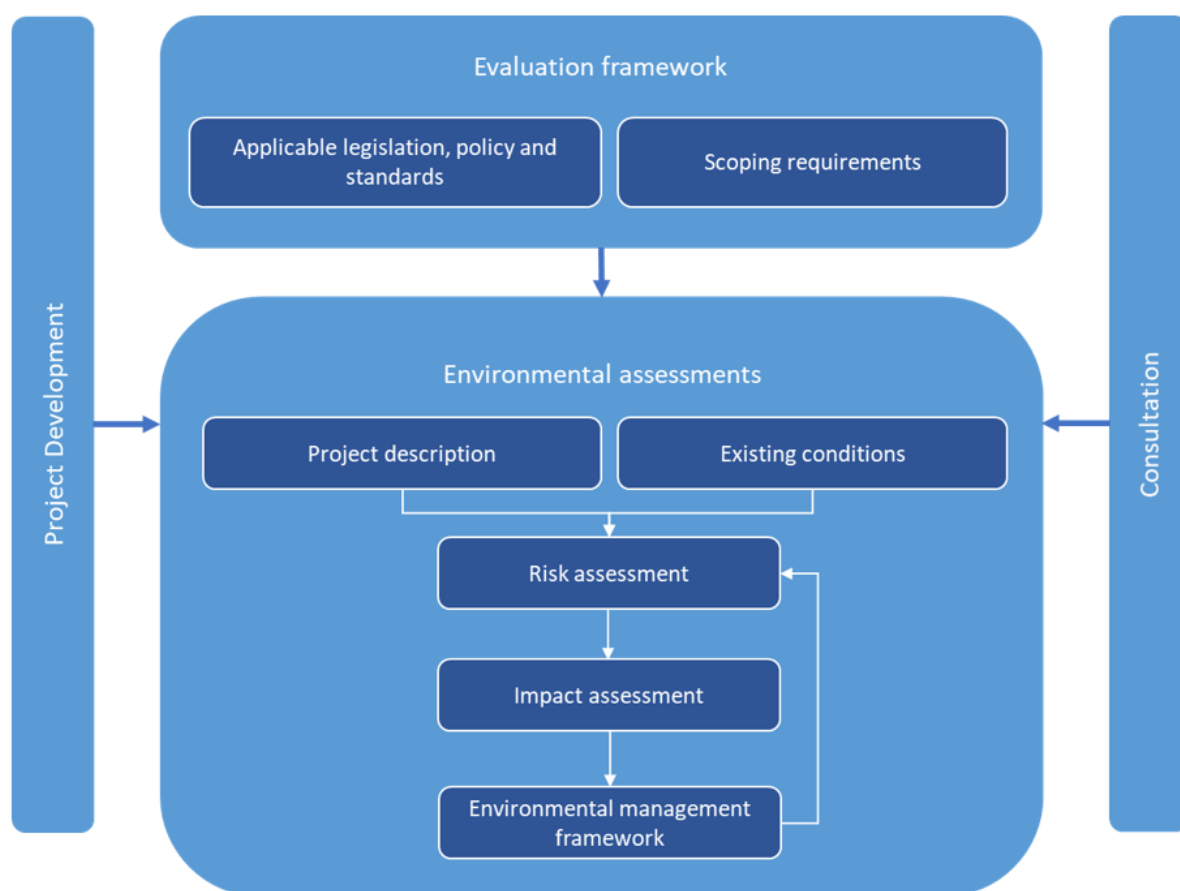 Evaluation framework
Applicable legislation, policy and
standards
Scoping requirements
Project Development
Environmental assessments
Project description
Existing conditions
Risk assessment
Impact assessment
Environmental management
framework
Consultation